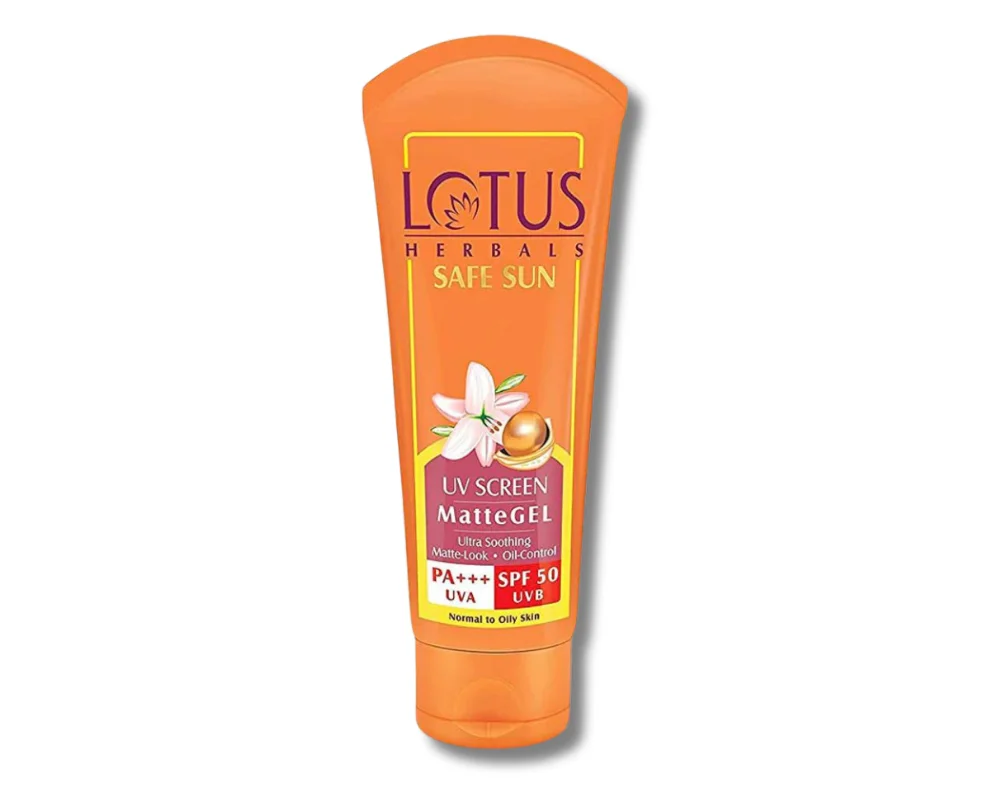 LOTUS
HERBALS
SAFE SUN
UV SCREEN
MatteGEL
Ultra Soothing
Matte-Look • Oil-Control
PA+++ SPF 50
UVA UVB
Normal to Oily Skin